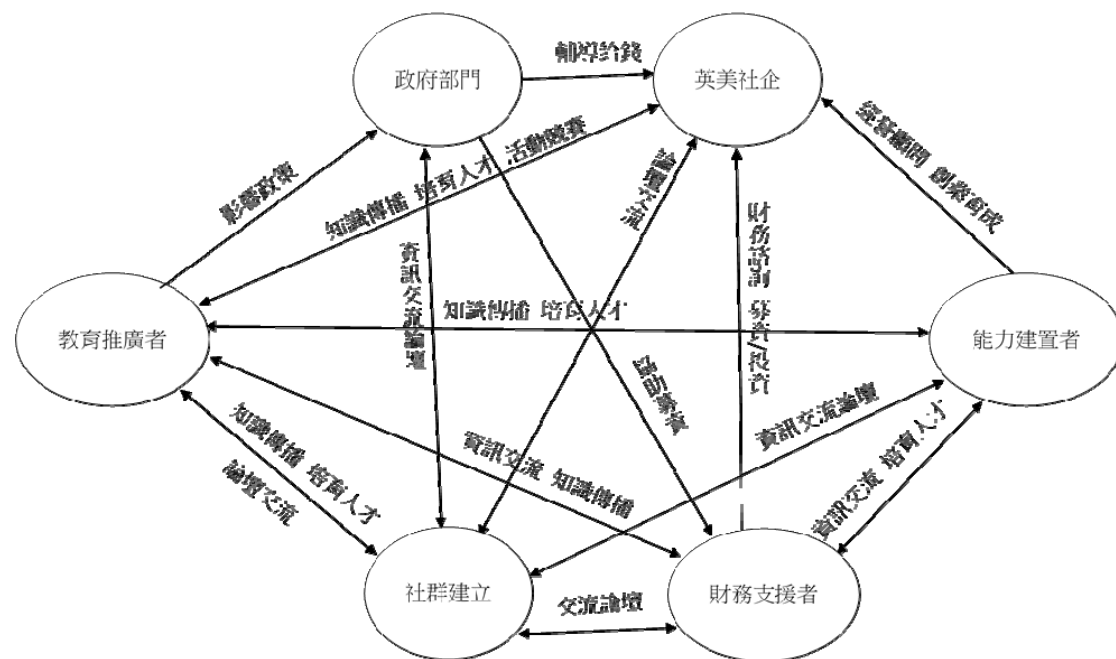 輔導給錢
政府部門
英美社企
影響政策
知識傳播 培育人才 活動競賽
論壇交流
經營顧問 創業育成
資訊交流論壇
財務諮詢 募資/投資
教育推廣者
知識傳播 培育人才
能力建置者
協助募資
知識傳播 培育人才
論壇交流
資訊交流 知識傳播
資訊交流論壇
資訊交流 培育人才
社群建立
交流論壇
財務支援者